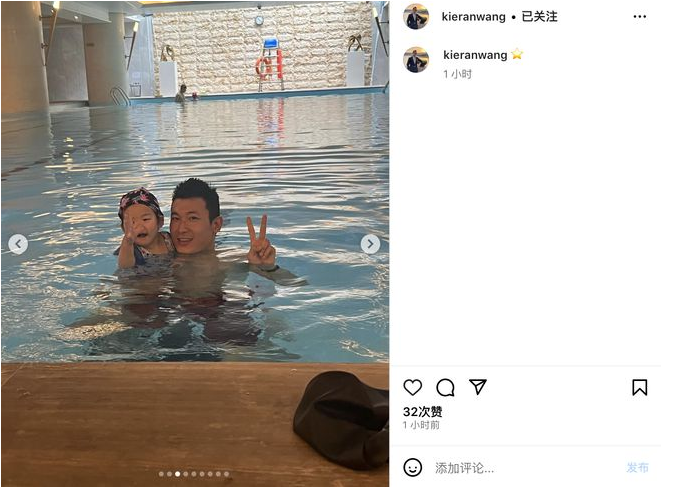 kieranwang • 已关注
kieranwang ⭐
1 小时
32次赞
1 小时前
添加评论...
发布